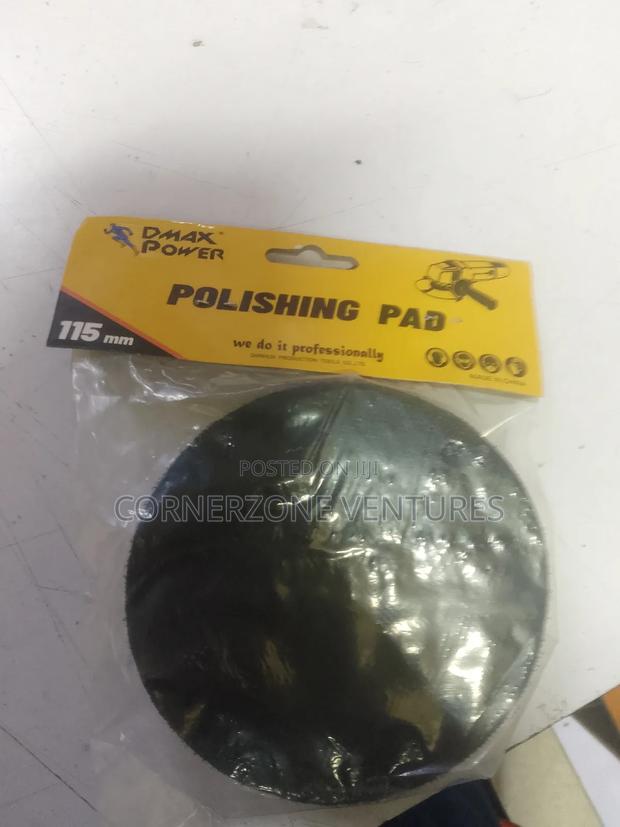 DMAX
POWER
POLISHING PAD
115 mm
we do it professionally
MADE IN CHINA
POSTED ON JIJI
CORNERZONE VENTURES